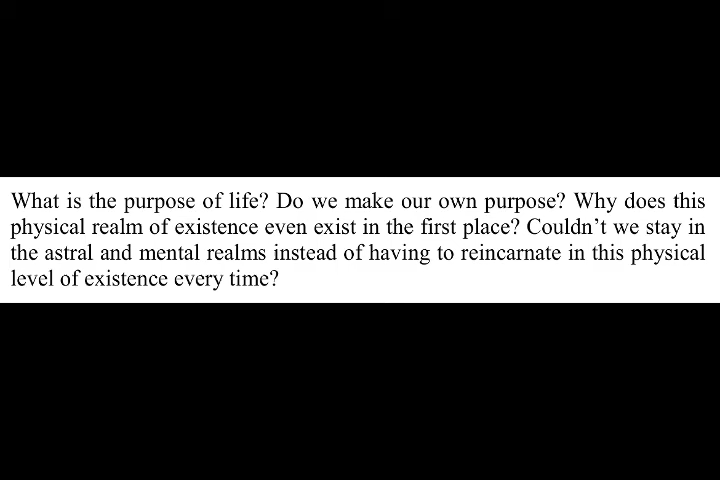 What is the purpose of life? Do we make our own purpose? Why does this
physical realm of existence even exist in the first place? Couldn’t we stay in
the astral and mental realms instead of having to reincarnate in this physical
level of existence every time?